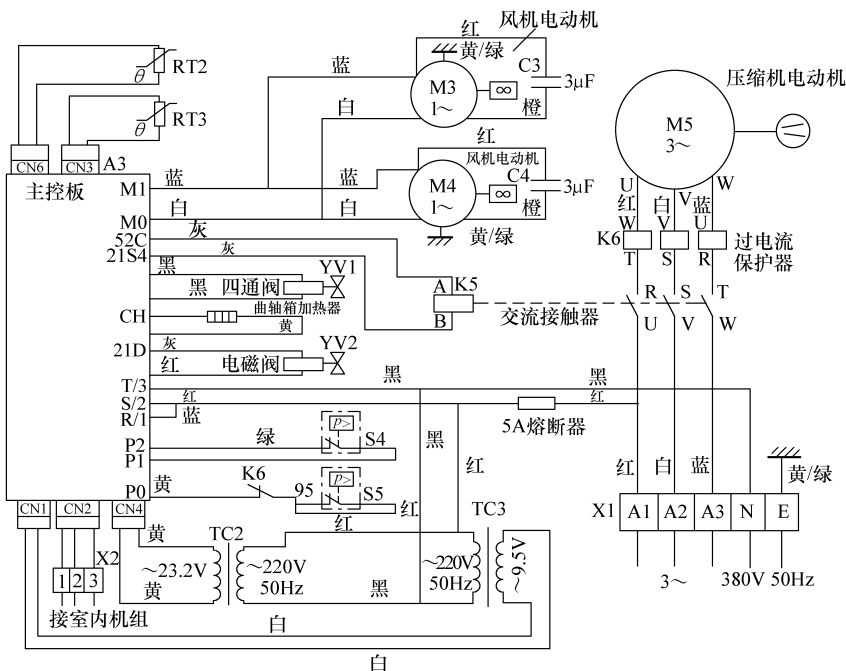 红
风机电动机
黄/绿
RT2
蓝
M3
1～
∞
C3
3μF
橙
压缩机电动机
M5
3～
θ
RT3
θ
白
红
CN6
CN3
A3
主控板
M1
蓝
蓝
风机电动机
M4
1～
∞
C4
3μF
橙
U
V
W
红
白
蓝
M0
白
白
黄/绿
W
V
U
K6
过电流
保护器
T
S
R
52C
灰
21S4
灰
黑
YV1
黑
四通阀
A
K5
B
交流接触器
R
S
T
U
V
W
曲轴箱加热器
CH
黄
21D
灰
YV2
红
电磁阀
T/3
黑
黑
S/2
红
红
R/1
蓝
5A熔断器
P2
绿
P>
S4
黑
红
P1
红
白
蓝
黄/绿
P0
黄
K6
95
P>
S5
红
红
TC3
X1
A1
A2
A3
N
E
CN1
CN2
CN4
黄
TC2
X2
～23.2V
～220V
50Hz
～220V
50Hz
～9.5V
1
2
3
黄
黑
3～
380V 50Hz
接室内机组
白
白